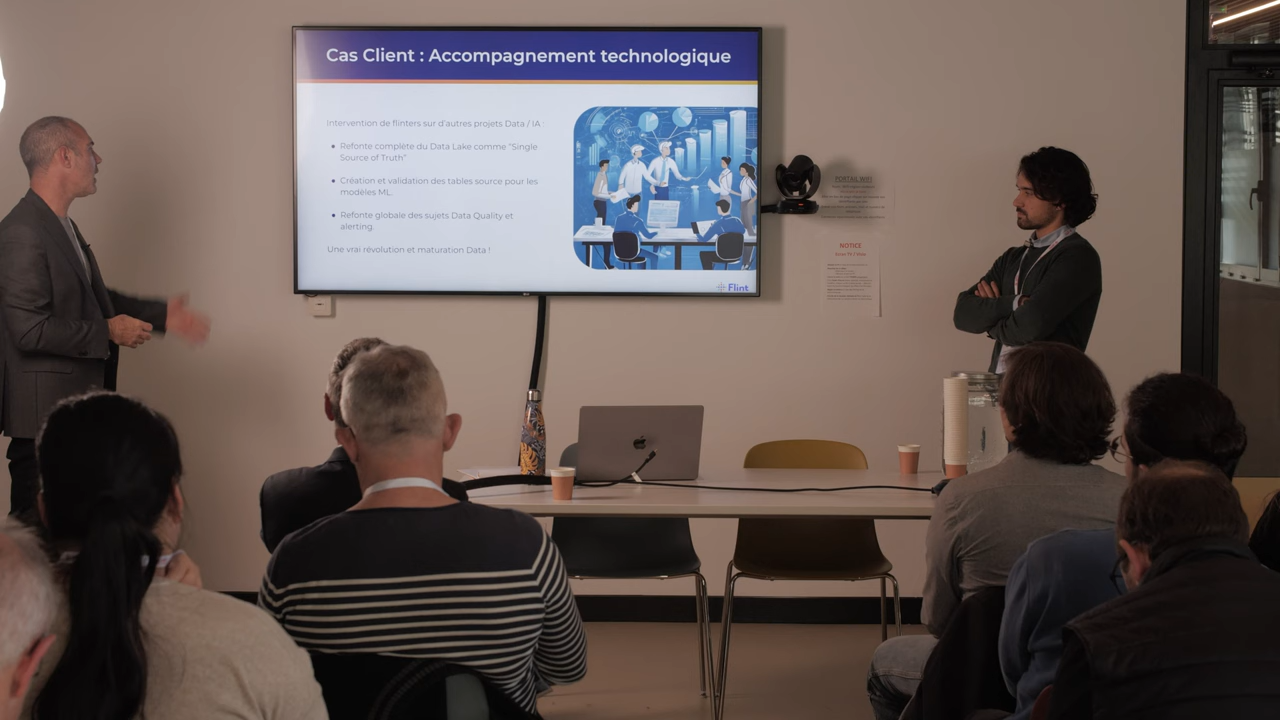 Cas Client : Accompagnement technologique
Intervention de flinters sur d'autres projets Data / IA :
• Refonte complète du Data Lake comme "Single
Source of Truth"
• Création et validation des tables source pour les
modèles ML.
• Refonte globale des sujets Data Quality et
alerting.
Une vrai révolution et maturation Data !
Flint
PORTAIL WIFI
NOTICE